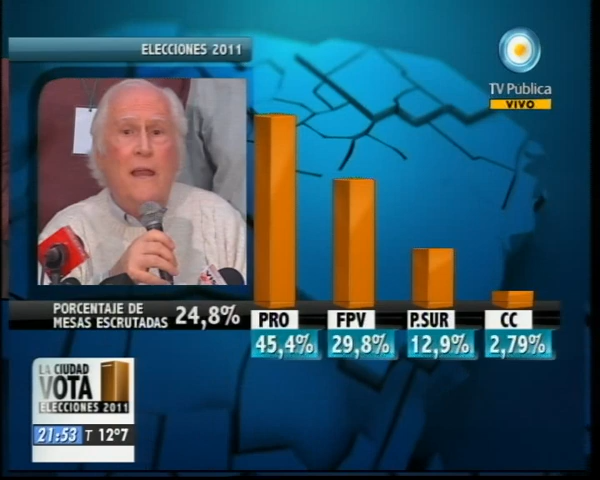 ELECCIONES 2011
TV Publica
VIVO
PORCENTAJE DE
MESAS ESCRUTADAS 24,8%
PRO FPV P.SUR CC
45,4% 29,8% 12,9% 2,79%
LA CIUDAD
VOTA
ELECCIONES 2011
21:53 T 12°7